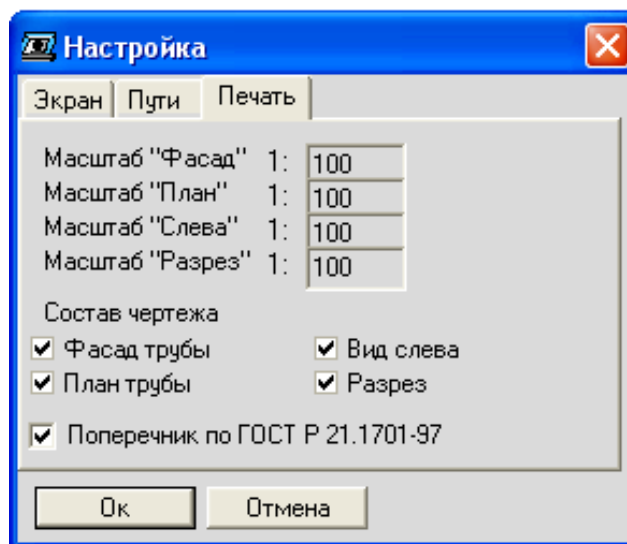 Настройка
Экран Пути Печать
Масштаб "Фасад" 1: 100
Масштаб "План" 1: 100
Масштаб "Слева" 1: 100
Масштаб "Разрез" 1: 100
Состав чертежа
Фасад трубы Вид слева
План трубы Разрез
Поперечник по ГОСТ Р 21.1701-97
Ок Отмена